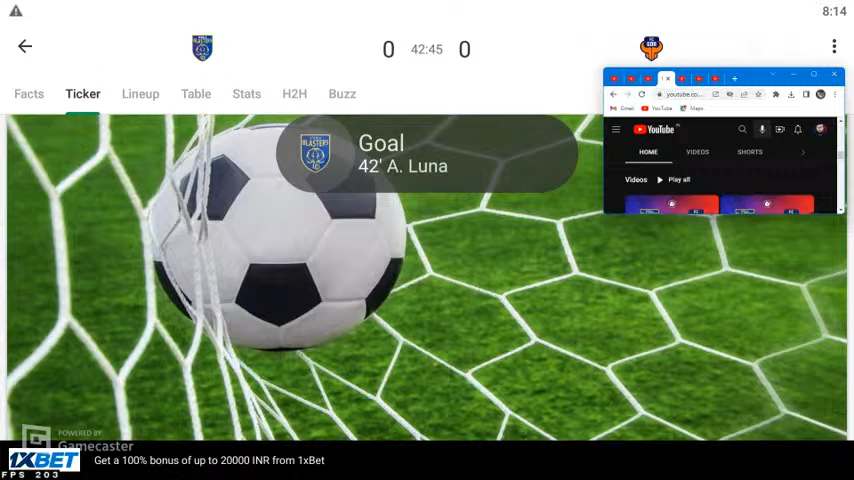 8:14
0 42:45 0
Facts Ticker Lineup Table Stats H2H Buzz
Goal
42' A. Luna
BLASTERS
youtube.co...
Gmail YouTube Maps
YouTube
HOME VIDEOS SHORTS
Videos Play all
POWERED BY
Gamecaster
1XBET Get a 100% bonus of up to 20000 INR from 1xBet
FPS 203